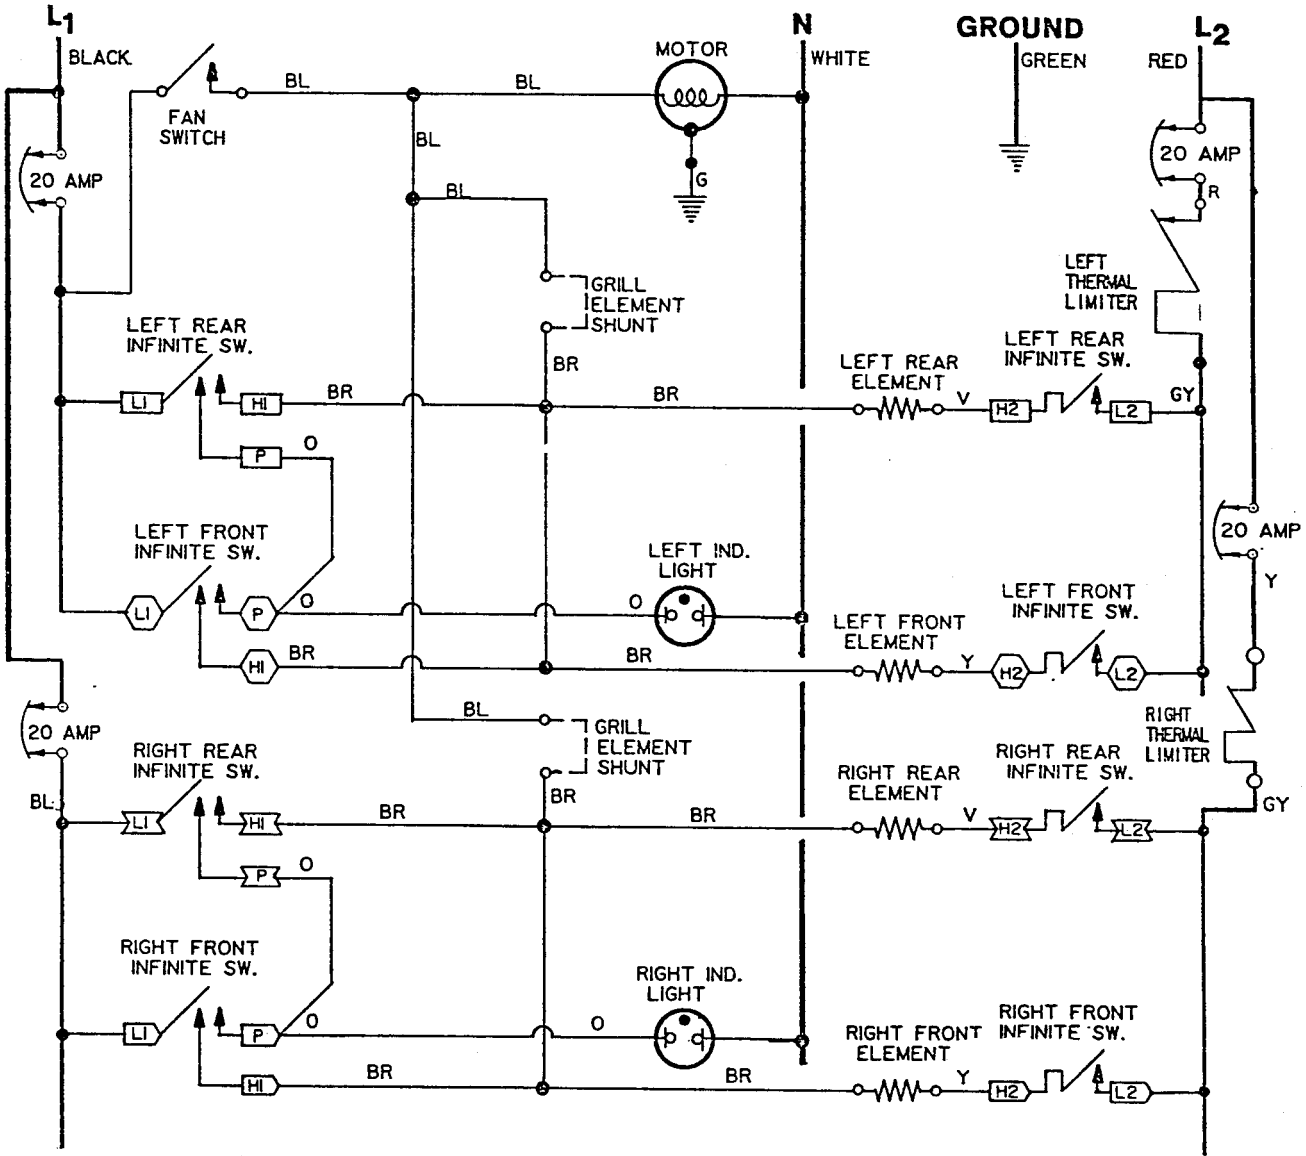 L1
N
GROUND
L2
BLACK
MOTOR
WHITE
GREEN
RED
BL
BL
FAN
SWITCH
BL
20 AMP
20 AMP
G
BL
R
LEFT
THERMAL
LIMITER
GRILL
ELEMENT
SHUNT
LEFT REAR
INFINITE SW.
LEFT REAR
INFINITE SW.
LEFT REAR
ELEMENT
BR
L1
HI
BR
BR
V
H2
L2
GY
P
O
20 AMP
LEFT FRONT
INFINITE SW.
LEFT IND.
LIGHT
Y
LEFT FRONT
INFINITE SW.
L1
P
O
O
LEFT FRONT
ELEMENT
HI
BR
BR
Y
H2
L2
BL
20 AMP
GRILL
ELEMENT
SHUNT
RIGHT
THERMAL
LIMITER
RIGHT REAR
INFINITE SW.
RIGHT REAR
INFINITE SW.
RIGHT REAR
ELEMENT
BL
BR
GY
L1
HI
BR
BR
V
H2
L2
P
O
RIGHT FRONT
INFINITE SW.
RIGHT IND.
LIGHT
RIGHT FRONT
INFINITE SW.
L1
P
O
O
RIGHT FRONT
ELEMENT
HI
BR
BR
Y
H2
L2